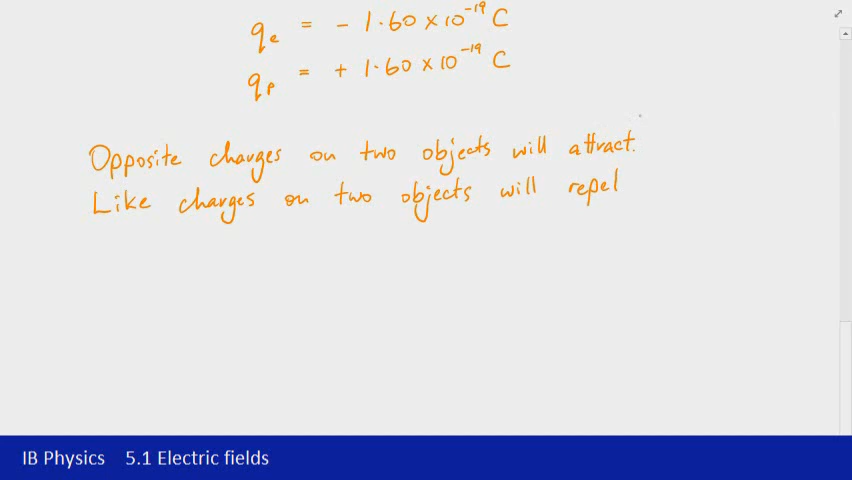 qe = - 1.60 x 10^-19 C
qp = + 1.60 x 10^-19 C
Opposite charges on two objects will attract.
Like charges on two objects will repel
IB Physics 5.1 Electric fields